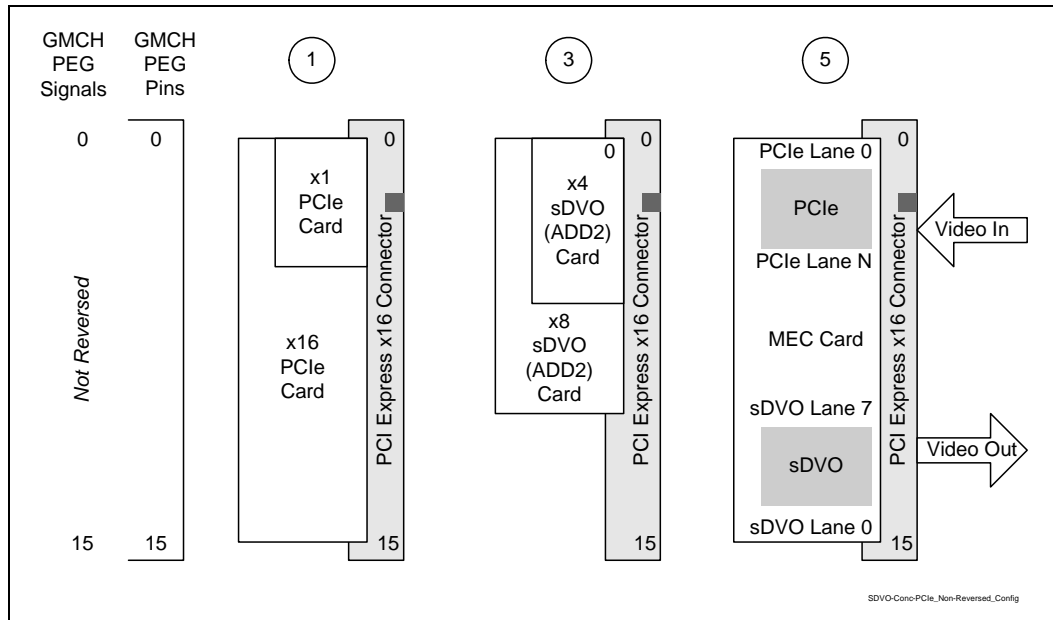 GMCH
PEG
Signals
GMCH
PEG
Pins
1
3
5
0
0
Not Reversed
15
15
0
x1
PCIe
Card
x16
PCIe
Card
PCI Express x16 Connector
15
0
0
x4
sDVO
(ADD2)
Card
x8
sDVO
(ADD2)
Card
PCI Express x16 Connector
15
PCIe Lane 0
0
PCIe
PCIe Lane N
MEC Card
sDVO Lane 7
sDVO
sDVO Lane 0
PCI Express x16 Connector
15
Video In
Video Out
SDVO-Conc-PCIe_Non-Reversed_Config